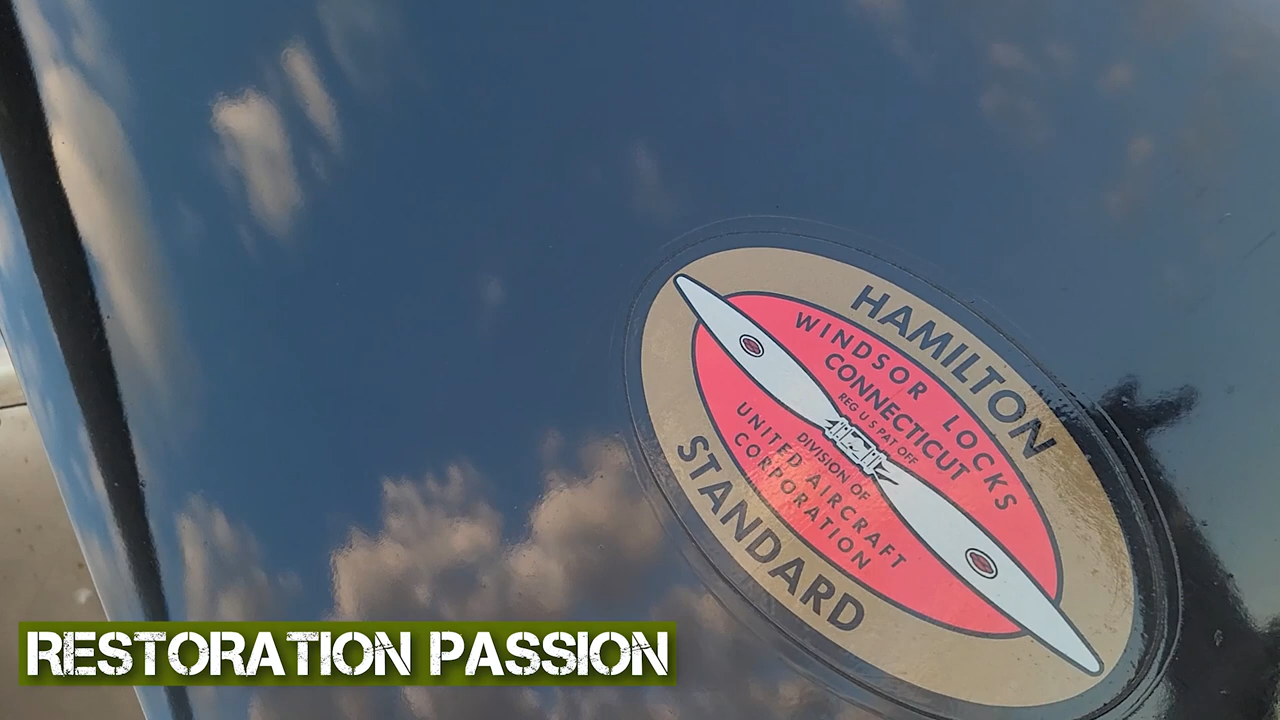 HAMILTON
WINDSOR LOCKS
CONNECTICUT
REG U S PAT OFF
DIVISION OF
UNITED AIRCRAFT
CORPORATION
STANDARD
RESTORATION PASSION